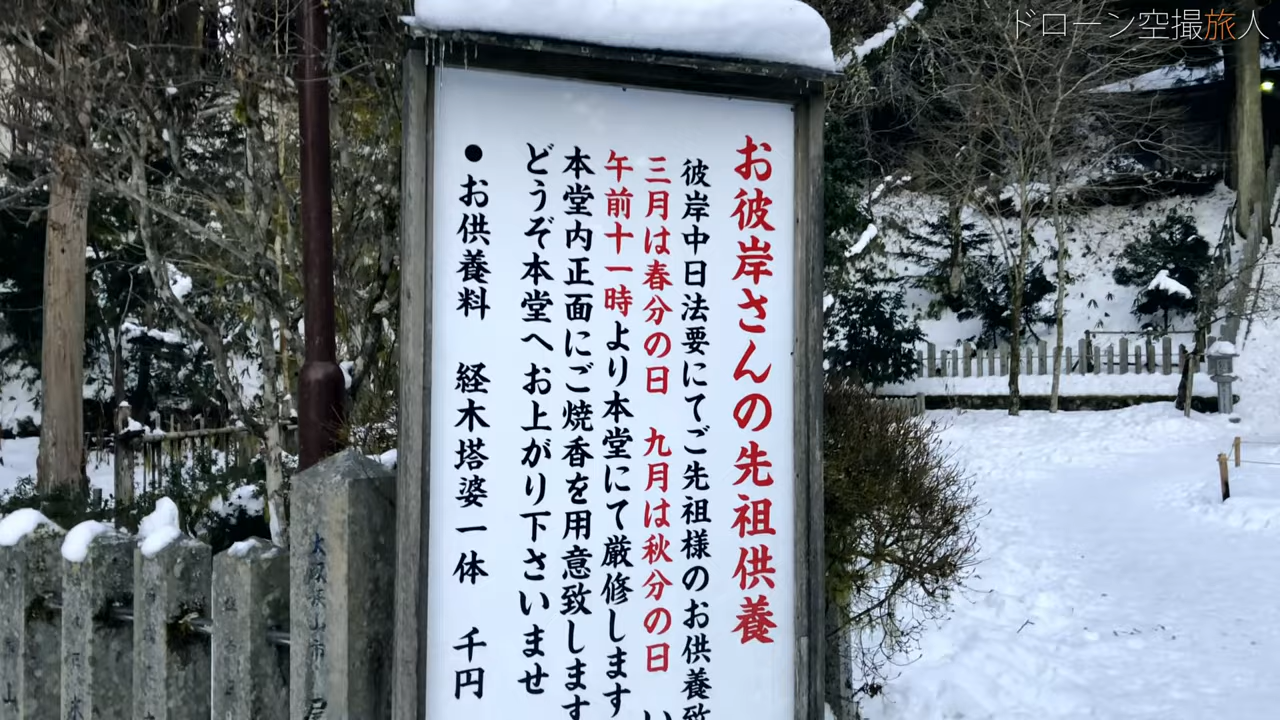 ドローン空撮旅人
お彼岸さんの先祖供養
彼岸中日法要にてご先祖様のお供養致
三月は春分の日 九月は秋分の日 い
午前十一時より本堂にて厳修します
本堂内正面にご焼香を用意致します
どうぞ本堂へお上がり下さいませ
●お供養料 経木塔婆一体 千円